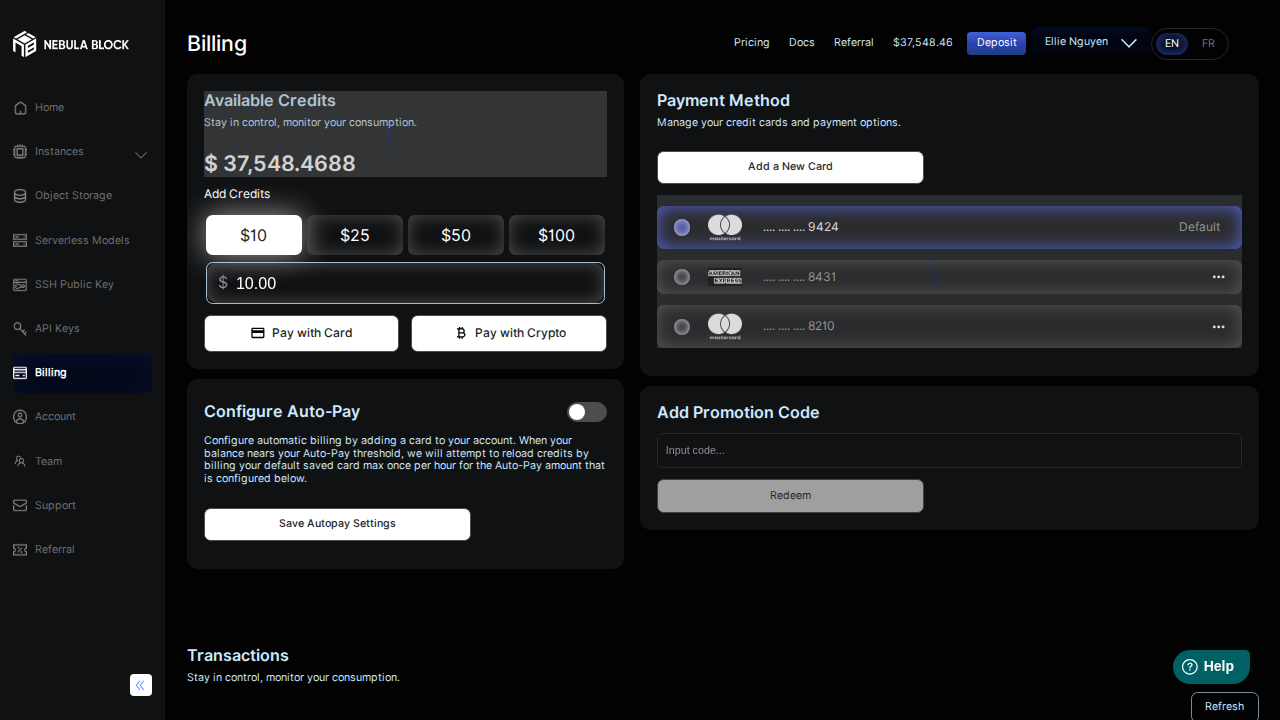 NEBULA BLOCK
Home
Instances
Object Storage
Serverless Models
SSH Public Key
API Keys
Billing
Account
Team
Support
Referral
Billing
Pricing
Docs
Referral
$37,548.46
Deposit
Ellie Nguyen
EN
FR
Available Credits
Stay in control, monitor your consumption.
$ 37,548.4688
Add Credits
$10
$25
$50
$100
$ 10.00
Pay with Card
Pay with Crypto
Configure Auto-Pay
Configure automatic billing by adding a card to your account. When your
balance nears your Auto-Pay threshold, we will attempt to reload credits by
billing your default saved card max once per hour for the Auto-Pay amount that
is configured below.
Save Autopay Settings
Payment Method
Manage your credit cards and payment options.
Add a New Card
mastercard
.... .... .... 9424
Default
AMERICAN
EXPRESS
.... .... .... 8431
mastercard
.... .... .... 8210
Add Promotion Code
Input code...
Redeem
Transactions
Stay in control, monitor your consumption.
Help
Refresh